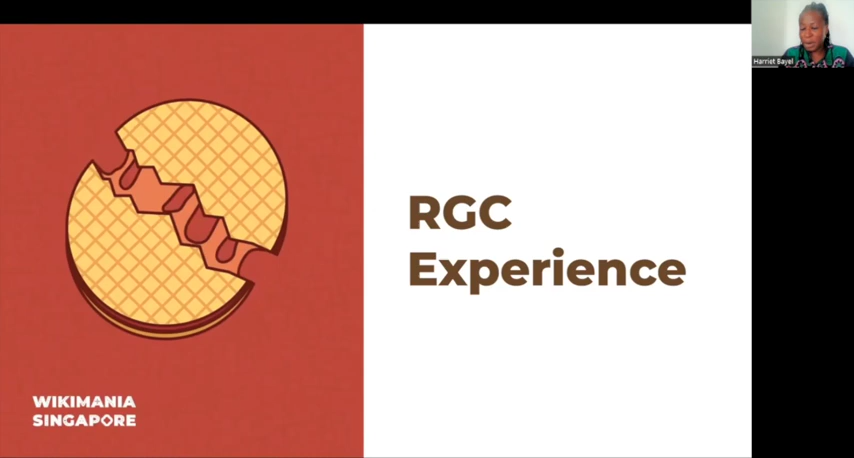 RGC
Experience
WIKIMANIA
SINGAPORE
Harriet Bayel